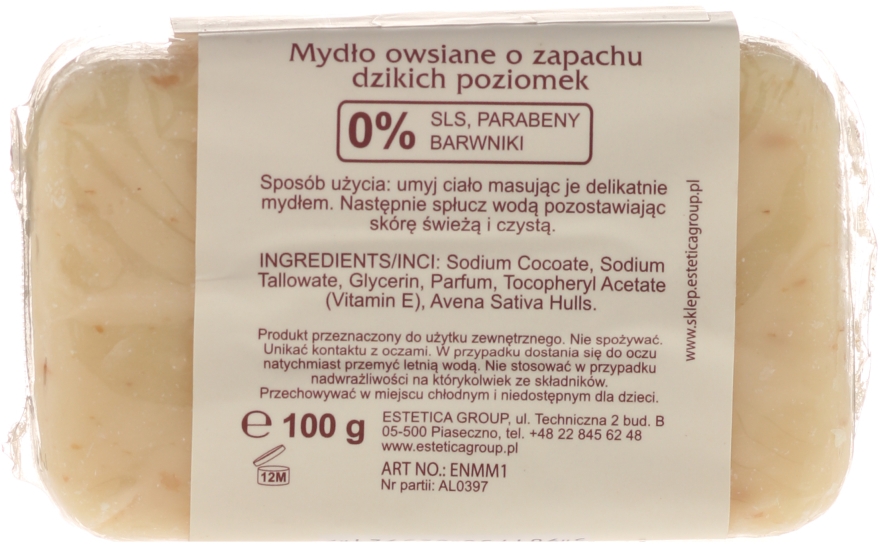 Mydło owsiane o zapachu
dzikich poziomek
0% SLS, PARABENY
BARWNIKI
Sposób użycia: umyj ciało masując je delikatnie
mydłem. Następnie spłucz wodą pozostawiając
skórę świeżą i czystą.
INGREDIENTS/INCI: Sodium Cocoate, Sodium
Tallowate, Glycerin, Parfum, Tocopheryl Acetate
(Vitamin E), Avena Sativa Hulls.
Produkt przeznaczony do użytku zewnętrznego. Nie spożywać.
Unikać kontaktu z oczami. W przypadku dostania się do oczu
natychmiast przemyć letnią wodą. Nie stosować w przypadku
nadwrażliwości na którykolwiek ze składników.
Przechowywać w miejscu chłodnym i niedostępnym dla dzieci.
e 100 g
12M
ESTETICA GROUP, ul. Techniczna 2 bud. B
05-500 Piaseczno, tel. +48 22 845 62 48
www.esteticagroup.pl
ART NO.: ENMM1
Nr partii: AL0397
www.sklep.esteticagroup.pl